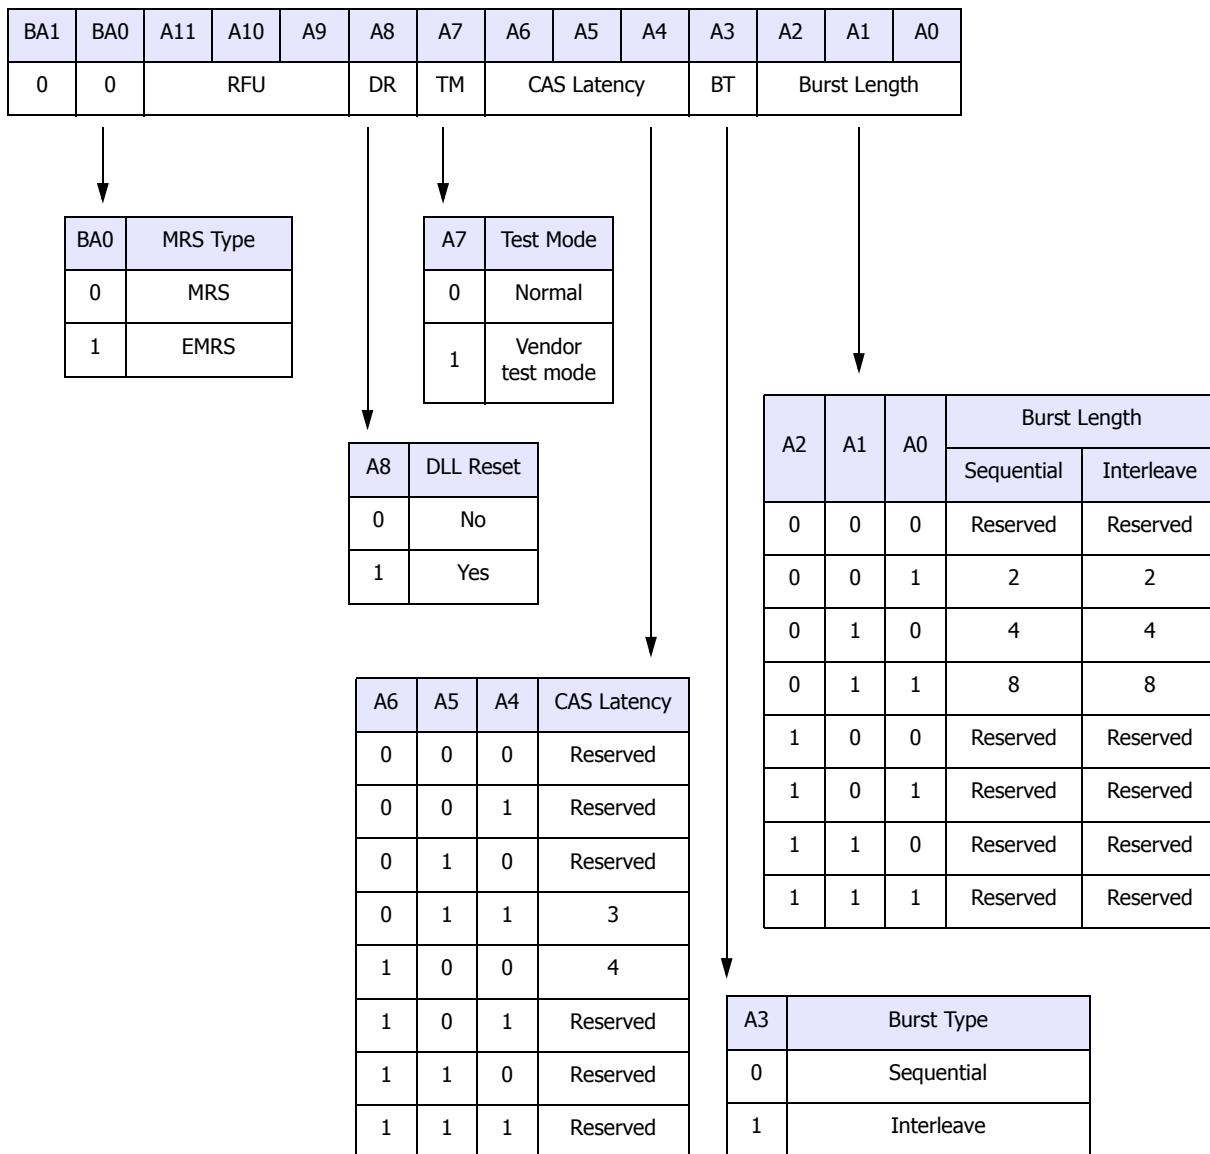 BA1 BA0 A11 A10 A9 A8 A7 A6 A5 A4 A3 A2 A1 A0
0 0 RFU DR TM CAS Latency BT Burst Length
BA0 MRS Type
0 MRS
1 EMRS
A7 Test Mode
0 Normal
1 Vendor
test mode
A8 DLL Reset
0 No
1 Yes
A2 A1 A0 Burst Length
Sequential Interleave
0 0 0 Reserved Reserved
0 0 1 2 2
0 1 0 4 4
0 1 1 8 8
1 0 0 Reserved Reserved
1 0 1 Reserved Reserved
1 1 0 Reserved Reserved
1 1 1 Reserved Reserved
A6 A5 A4 CAS Latency
0 0 0 Reserved
0 0 1 Reserved
0 1 0 Reserved
0 1 1 3
1 0 0 4
1 0 1 Reserved
1 1 0 Reserved
1 1 1 Reserved
A3 Burst Type
0 Sequential
1 Interleave